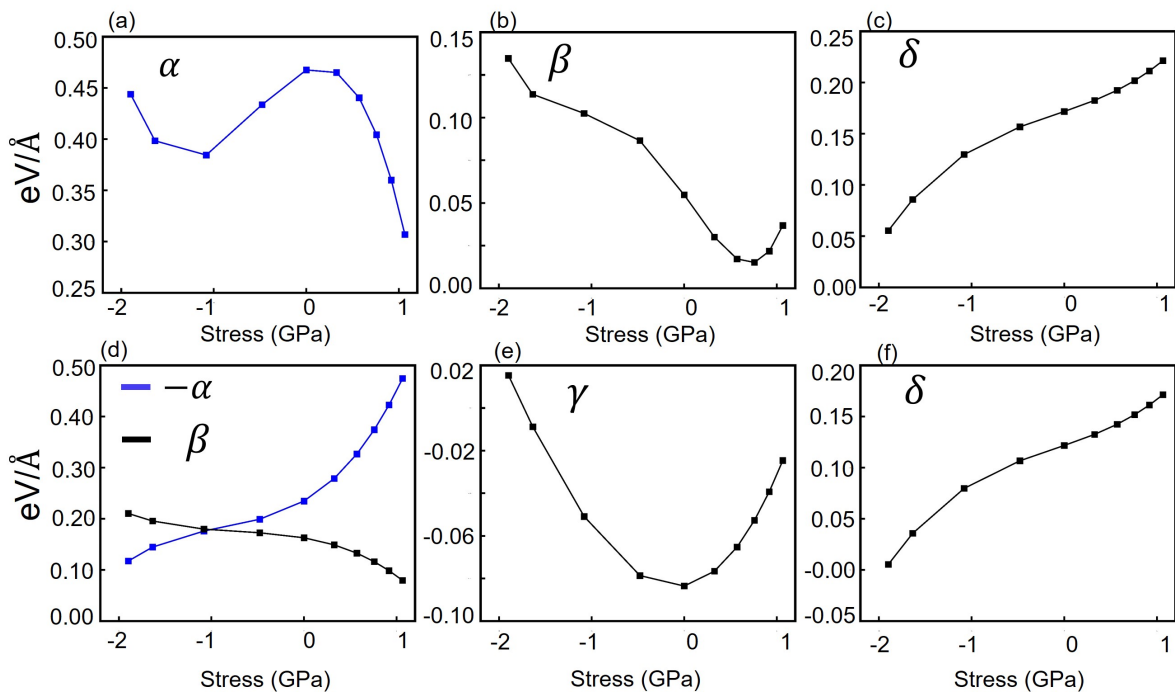 (a) (b) (c)
0.50 0.15 0.25
α β δ
0.45 0.20
0.40 0.10 0.15
eV/Å
0.35 0.10
0.05
0.30 0.05
0.25 0.00 0.00
-2 -1 0 1 -2 -1 0 1 -2 -1 0 1
Stress (GPa) Stress (GPa) Stress (GPa)
(d) (e) (f)
0.50 0.02 0.20
−α γ δ
0.40 0.15
β
-0.02
0.30 0.10
eV/Å
0.20 0.05
-0.06
0.10 -0.00
0.00 -0.10 -0.05
-2 -1 0 1 -2 -1 0 1 -2 -1 0 1
Stress (GPa) Stress (GPa) Stress (GPa)